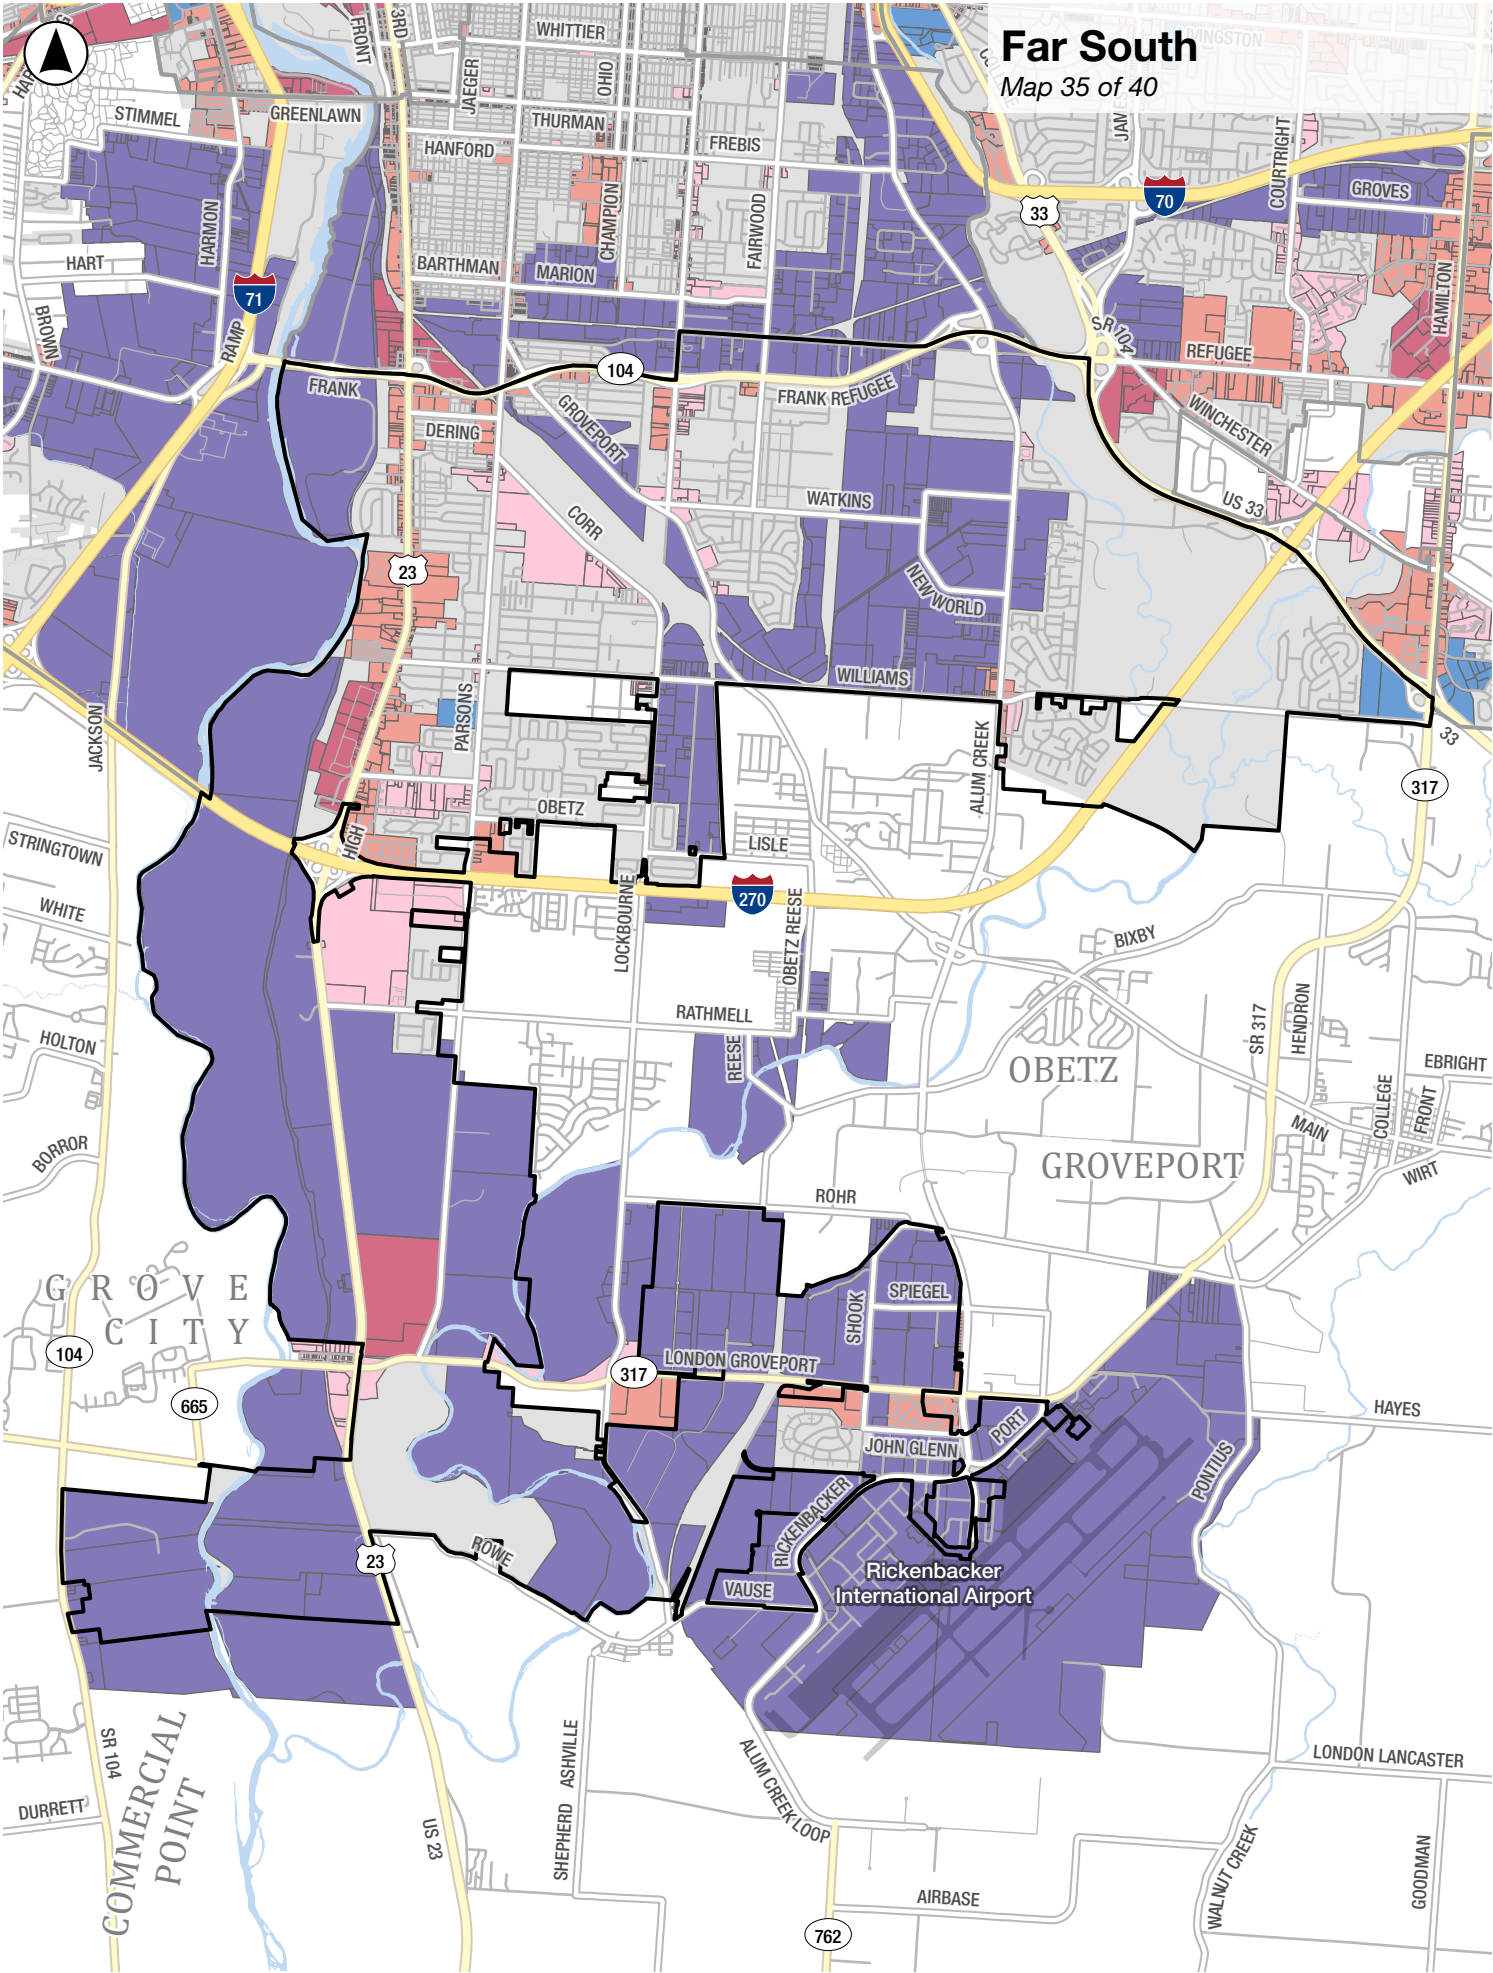 Far South
Map 35 of 40
WHITTIER
FRONT
3RD
JAEGER
OHIO
STIMMEL
GREENLAWN
THURMAN
HANFORD
FREBIS
COURTRIGHT
GROVES
70
33
HARMON
CHAMPION
FAIRWOOD
HART
BARTHMAN
MARION
HAMILTON
71
BROWN
RAMP
SR 104
REFUGEE
104
FRANK
FRANK REFUGEE
GROVEPORT
DERING
WINCHESTER
WATKINS
US 33
CORR
23
NEW WORLD
WILLIAMS
PARSONS
JACKSON
ALUM CREEK
33
317
OBETZ
HIGH
STRINGTOWN
LISLE
270
WHITE
LOCKBOURNE
OBETZ REESE
BIXBY
RATHMELL
HOLTON
REESE
SR 317
HENDRON
OBETZ
EBRIGHT
COLLEGE
FRONT
MAIN
BORROR
GROVEPORT
WIRT
ROHR
GROVE
CITY
SPIEGEL
SHOOK
104
317
LONDON GROVEPORT
665
HAYES
PORT
JOHN GLENN
PONTIUS
RICKENBACKER
ROWE
23
Rickenbacker
International Airport
VAUSE
SR 104
COMMERCIAL
POINT
SHEPHERD ASHVILLE
ALUM CREEK LOOP
LONDON LANCASTER
DURRETT
US 23
WALNUT CREEK
GOODMAN
AIRBASE
762